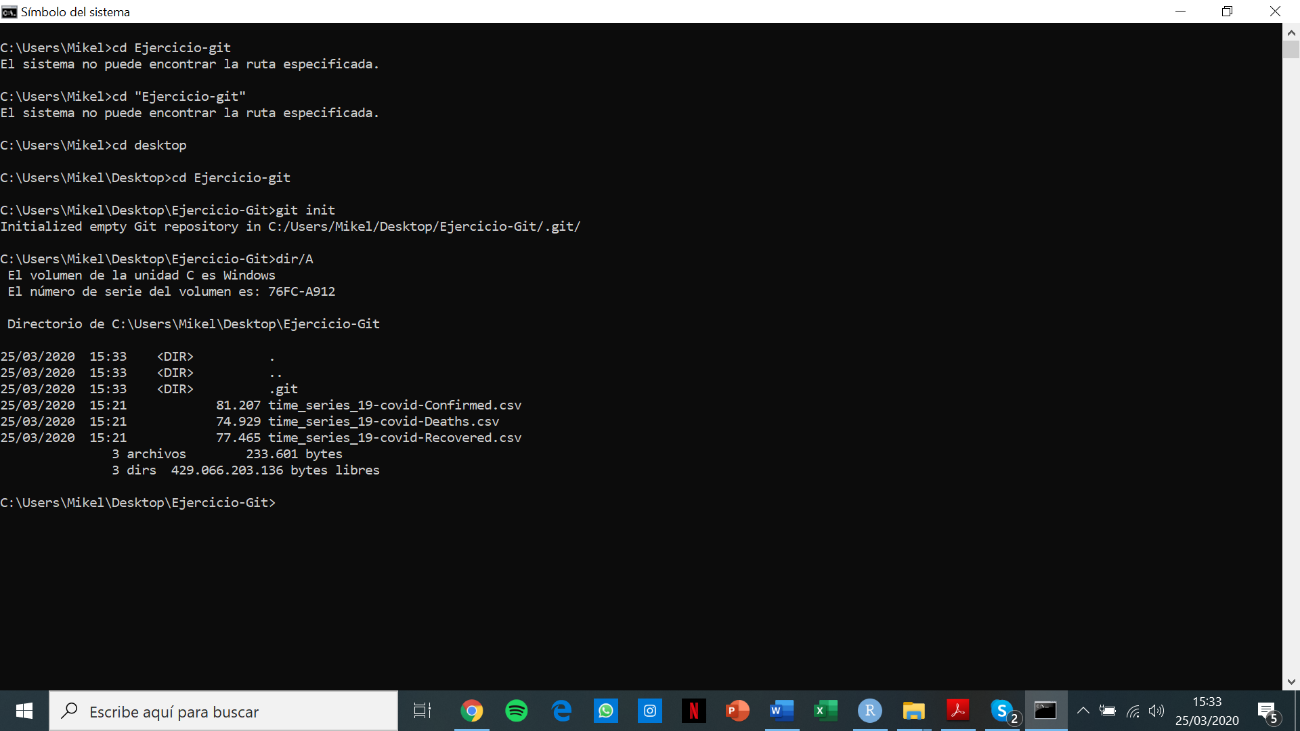 Símbolo del sistema
C:\Users\Mikel>cd Ejercicio-git
El sistema no puede encontrar la ruta especificada.
C:\Users\Mikel>cd "Ejercicio-git"
El sistema no puede encontrar la ruta especificada.
C:\Users\Mikel>cd desktop
C:\Users\Mikel\Desktop>cd Ejercicio-git
C:\Users\Mikel\Desktop\Ejercicio-Git>git init
Initialized empty Git repository in C:/Users/Mikel/Desktop/Ejercicio-Git/.git/
C:\Users\Mikel\Desktop\Ejercicio-Git>dir/A
El volumen de la unidad C es Windows
El número de serie del volumen es: 76FC-A912
Directorio de C:\Users\Mikel\Desktop\Ejercicio-Git
25/03/2020  15:33    <DIR>          .
25/03/2020  15:33    <DIR>          ..
25/03/2020  15:33    <DIR>          .git
25/03/2020  15:21            81.207 time_series_19-covid-Confirmed.csv
25/03/2020  15:21            74.929 time_series_19-covid-Deaths.csv
25/03/2020  15:21            77.465 time_series_19-covid-Recovered.csv
3 archivos        233.601 bytes
3 dirs  429.066.203.136 bytes libres
C:\Users\Mikel\Desktop\Ejercicio-Git>
Escribe aquí para buscar
15:33
25/03/2020
2
5